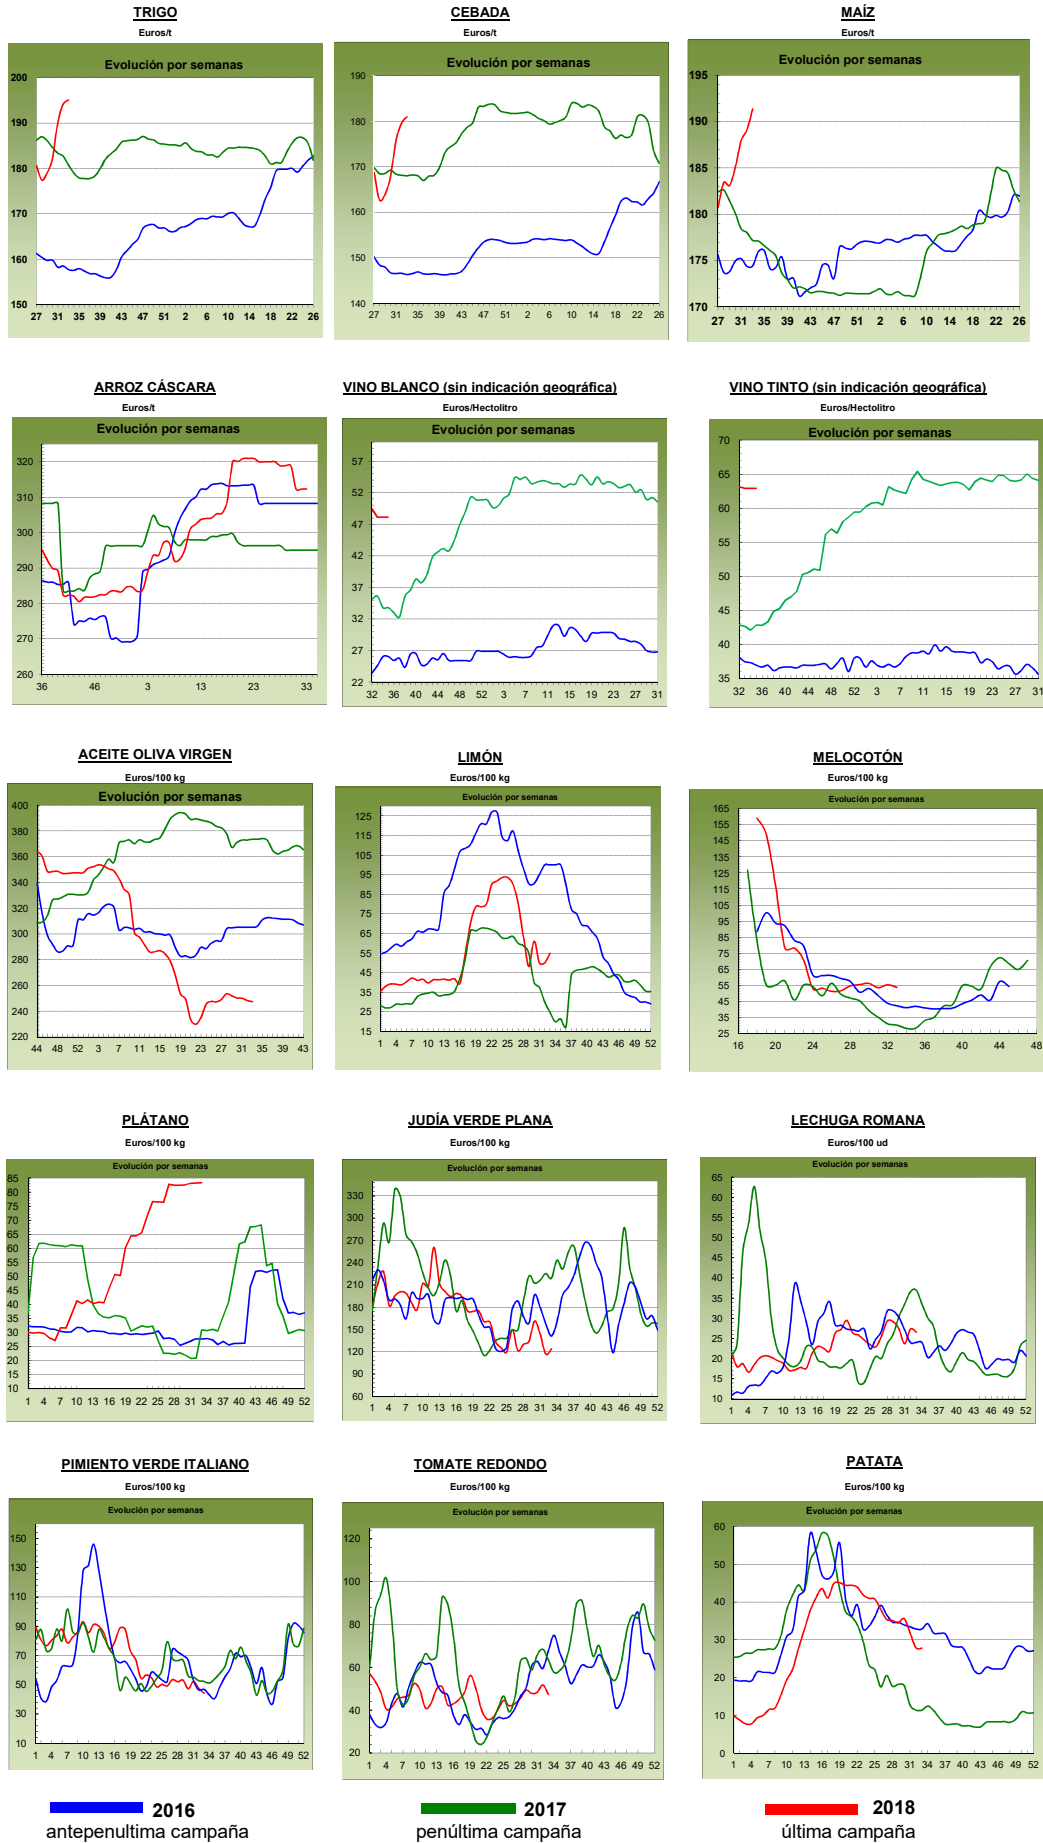 TRIGO
Euros/t
Evolución por semanas
200
190
180
170
160
150
27 31 35 39 43 47 51 2 6 10 14 18 22 26
CEBADA
Euros/t
Evolución por semanas
190
180
170
160
150
140
27 31 35 39 43 47 51 2 6 10 14 18 22 26
MAÍZ
Euros/t
Evolución por semanas
195
190
185
180
175
170
27 31 35 39 43 47 51 2 6 10 14 18 22 26
ARROZ CÁSCARA
Euros/t
Evolución por semanas
320
310
300
290
280
270
260
36 46 3 13 23 33
VINO BLANCO (sin indicación geográfica)
Euros/Hectolitro
Evolución por semanas
57
52
47
42
37
32
27
22
32 36 40 44 48 52 3 7 11 15 19 23 27 31
VINO TINTO (sin indicación geográfica)
Euros/Hectolitro
Evolución por semanas
70
65
60
55
50
45
40
35
32 36 40 44 48 52 3 7 11 15 19 23 27 31
ACEITE OLIVA VIRGEN
Euros/100 kg
Evolución por semanas
400
380
360
340
320
300
280
260
240
220
44 48 52 3 7 11 15 19 23 27 31 35 39 43
LIMÓN
Euros/100 kg
Evolución por semanas
125
115
105
95
85
75
65
55
45
35
25
15
1 4 7 10 13 16 19 22 25 28 31 34 37 40 43 46 49 52
MELOCOTÓN
Euros/100 kg
Evolución por semanas
165
155
145
135
125
115
105
95
85
75
65
55
45
35
25
16 20 24 28 32 36 40 44 48
PLÁTANO
Euros/100 kg
Evolución por semanas
85
80
75
70
65
60
55
50
45
40
35
30
25
20
15
10
1 4 7 10 13 16 19 22 25 28 31 34 37 40 43 46 49 52
JUDÍA VERDE PLANA
Euros/100 kg
Evolución por semanas
330
300
270
240
210
180
150
120
90
60
1 4 7 10 13 16 19 22 25 28 31 34 37 40 43 46 49 52
LECHUGA ROMANA
Euros/100 ud
Evolución por semanas
65
60
55
50
45
40
35
30
25
20
15
10
1 4 7 10 13 16 19 22 25 28 31 34 37 40 43 46 49 52
PIMIENTO VERDE ITALIANO
Euros/100 kg
Evolución por semanas
150
130
110
90
70
50
30
10
1 4 7 10 13 16 19 22 25 28 31 34 37 40 43 46 49 52
TOMATE REDONDO
Euros/100 kg
Evolución por semanas
120
100
80
60
40
20
1 4 7 10 13 16 19 22 25 28 31 34 37 40 43 46 49 52
PATATA
Euros/100 kg
Evolución por semanas
60
50
40
30
20
10
0
1 4 7 10 13 16 19 22 25 28 31 34 37 40 43 46 49 52
2016
antepenultima campaña
2017
penúltima campaña
2018
última campaña